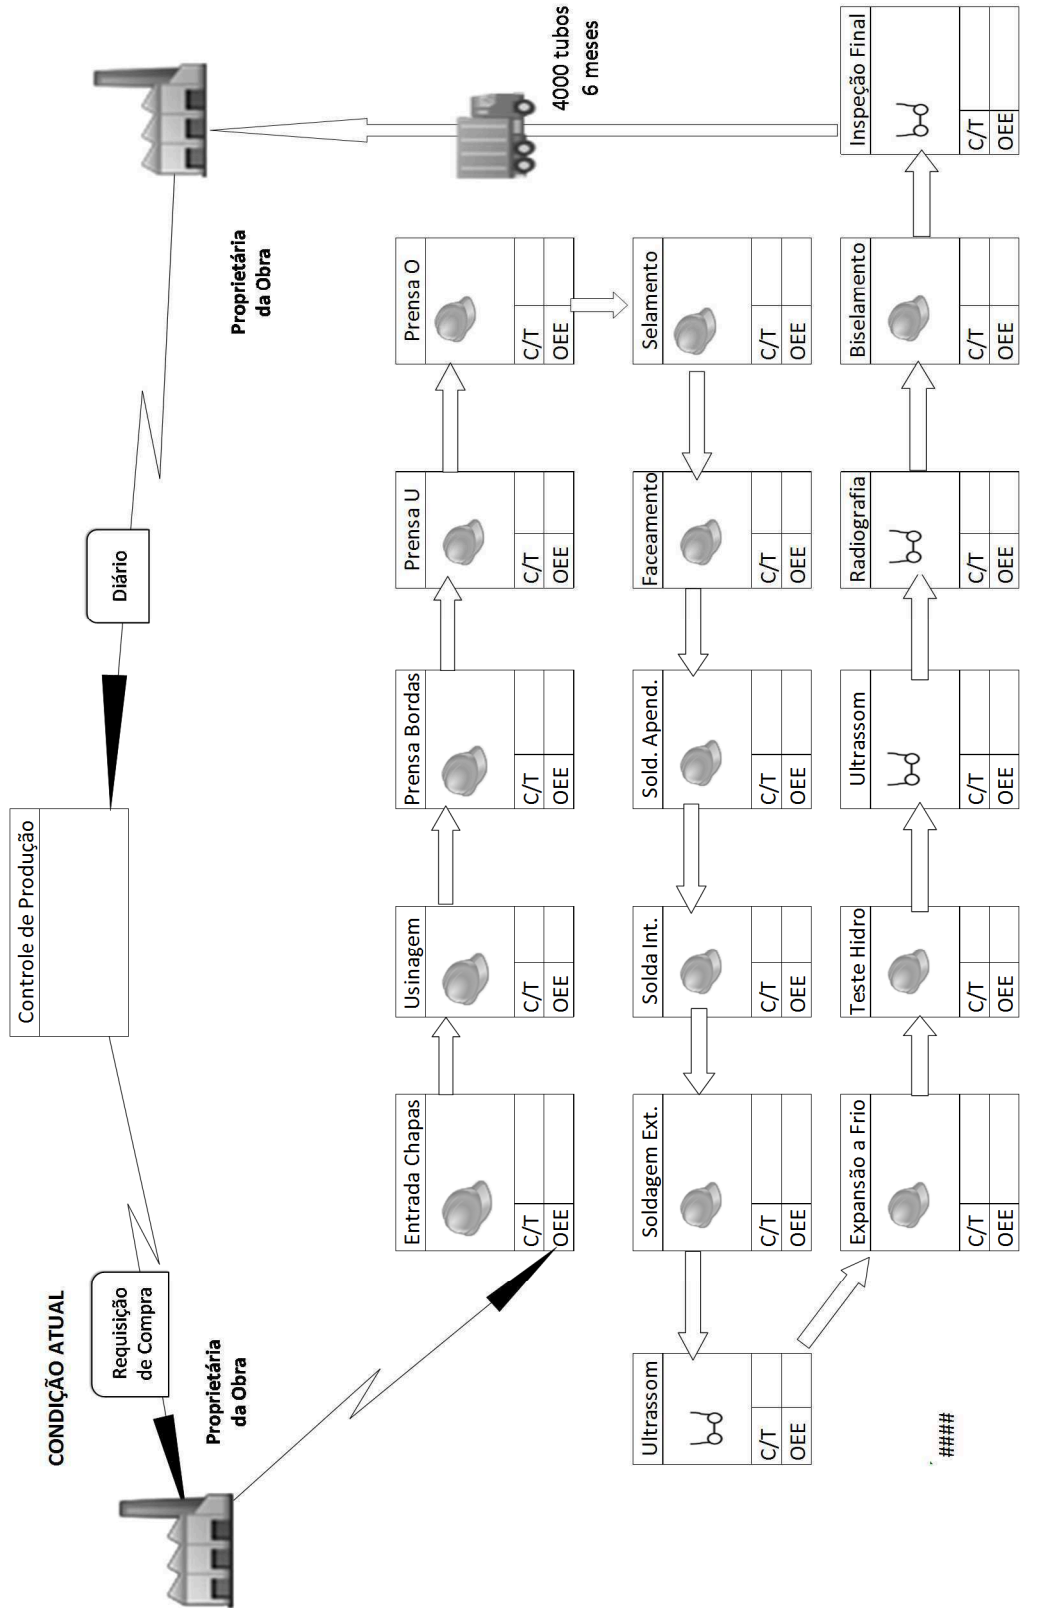 CONDIÇÃO ATUAL
Controle de Produção
Requisição
de Compra
Diário
Proprietária
da Obra
Proprietária
da Obra
4000 tubos
6 meses
Entrada Chapas
C/T
OEE
Usinagem
C/T
OEE
Prensa Bordas
C/T
OEE
Prensa U
C/T
OEE
Prensa O
C/T
OEE
Selamento
C/T
OEE
Faceamento
C/T
OEE
Sold. Apend.
C/T
OEE
Solda Int.
C/T
OEE
Soldagem Ext.
C/T
OEE
Ultrassom
C/T
OEE
Expansão a Frio
C/T
OEE
Teste Hidro
C/T
OEE
Ultrassom
C/T
OEE
Radiografia
C/T
OEE
Biselamento
C/T
OEE
Inspeção Final
C/T
OEE
####